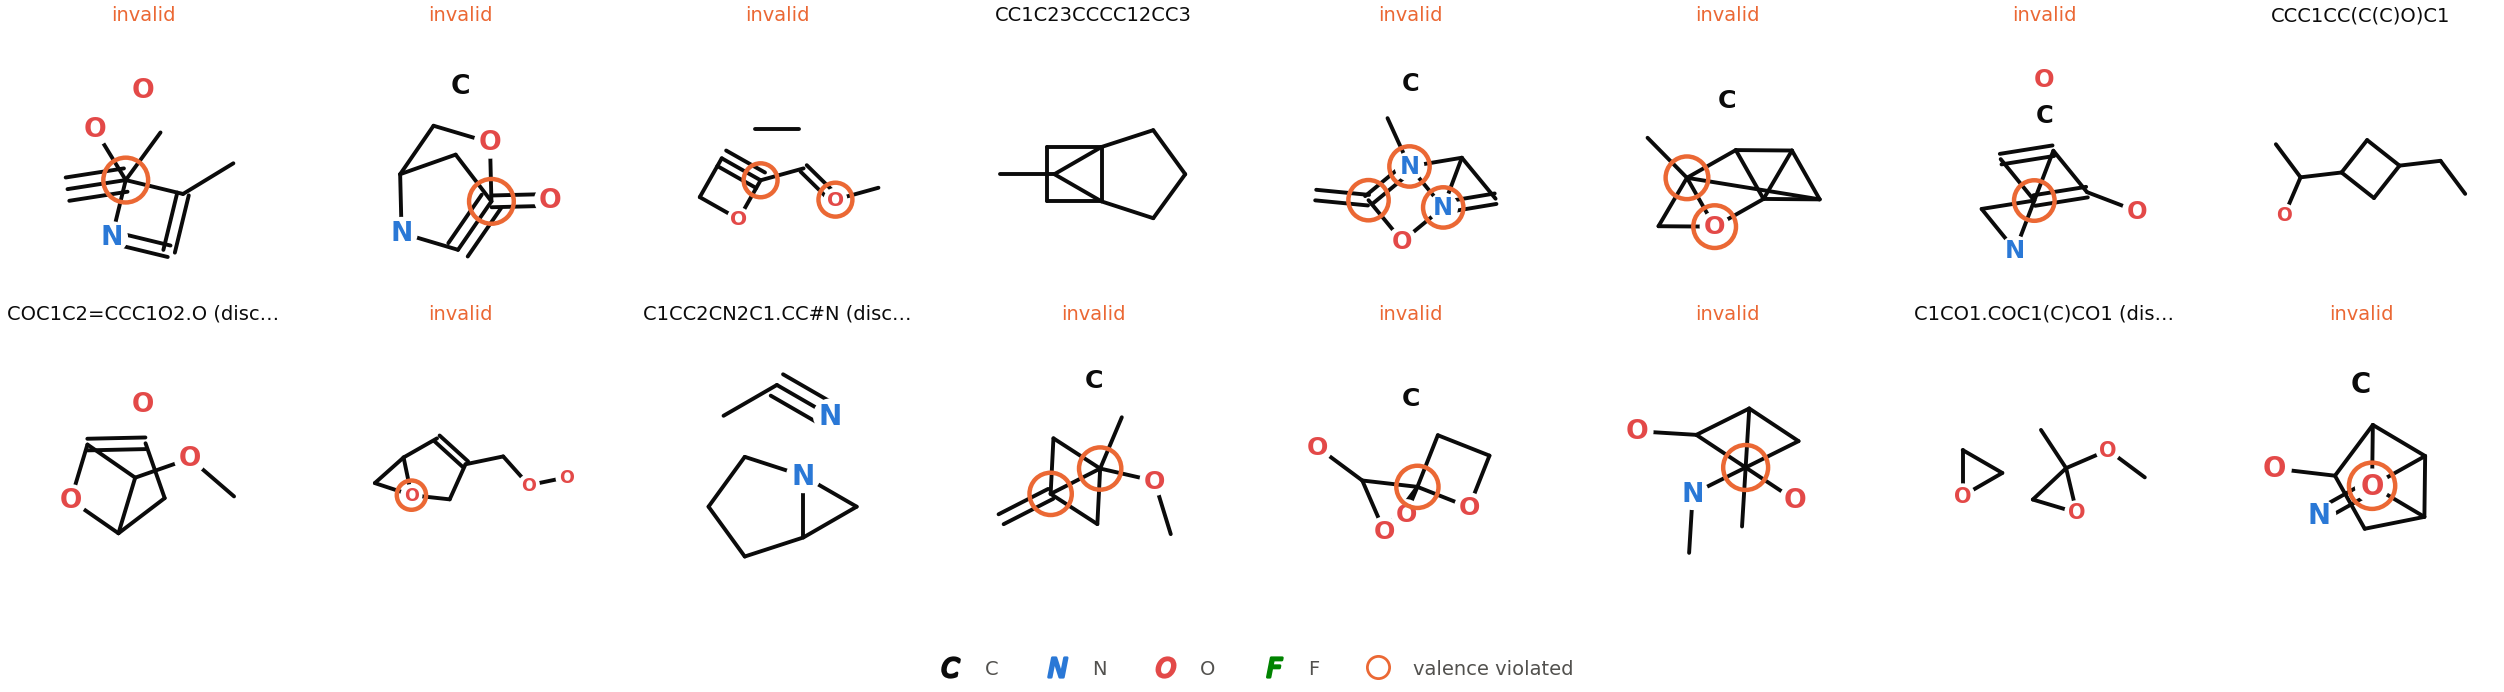 invalid invalid invalid CC1C23CCCC12CC3 invalid invalid invalid CCC1CC(C(C)O)C1
O C C C O
O O C
N O O N O O N N O C O O N O
COC1C2=CCC1O2.O (disc... invalid C1CC2CN2C1.CC#N (disc... invalid invalid invalid C1CO1.COC1(C)CO1 (dis... invalid
O N C C O C
O O O O O N O O O O O N O O O O O O N
C C N N O O F F valence violated